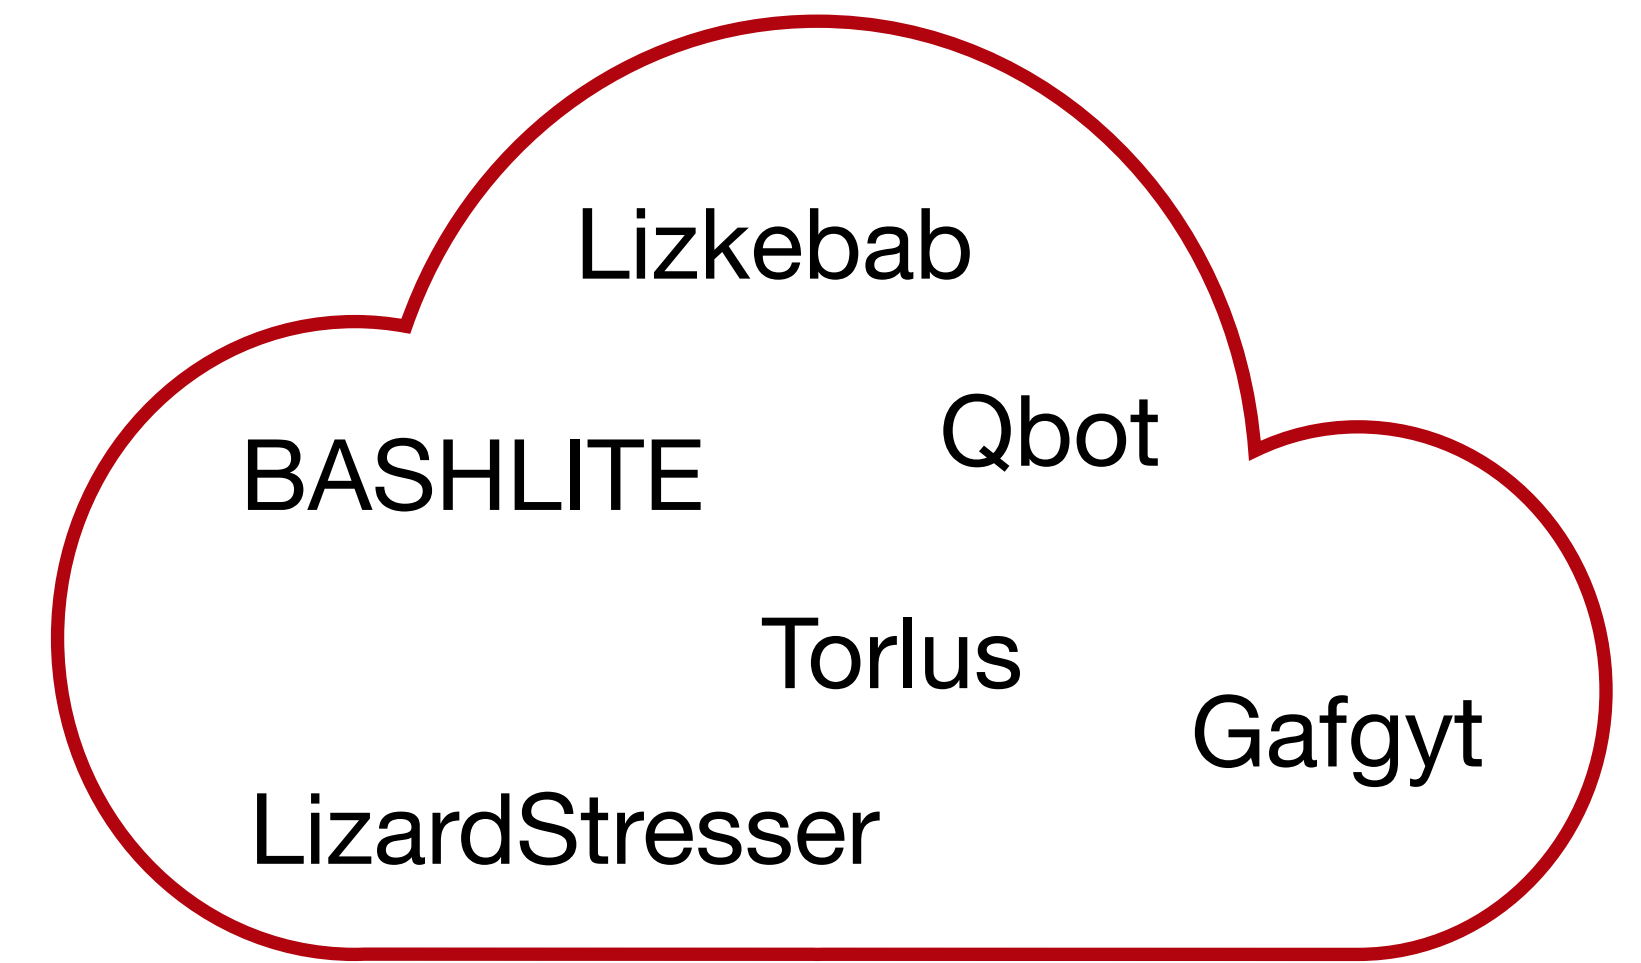 Lizkebab
Qbot
BASHLITE
Torlus
Gafgyt
LizardStresser